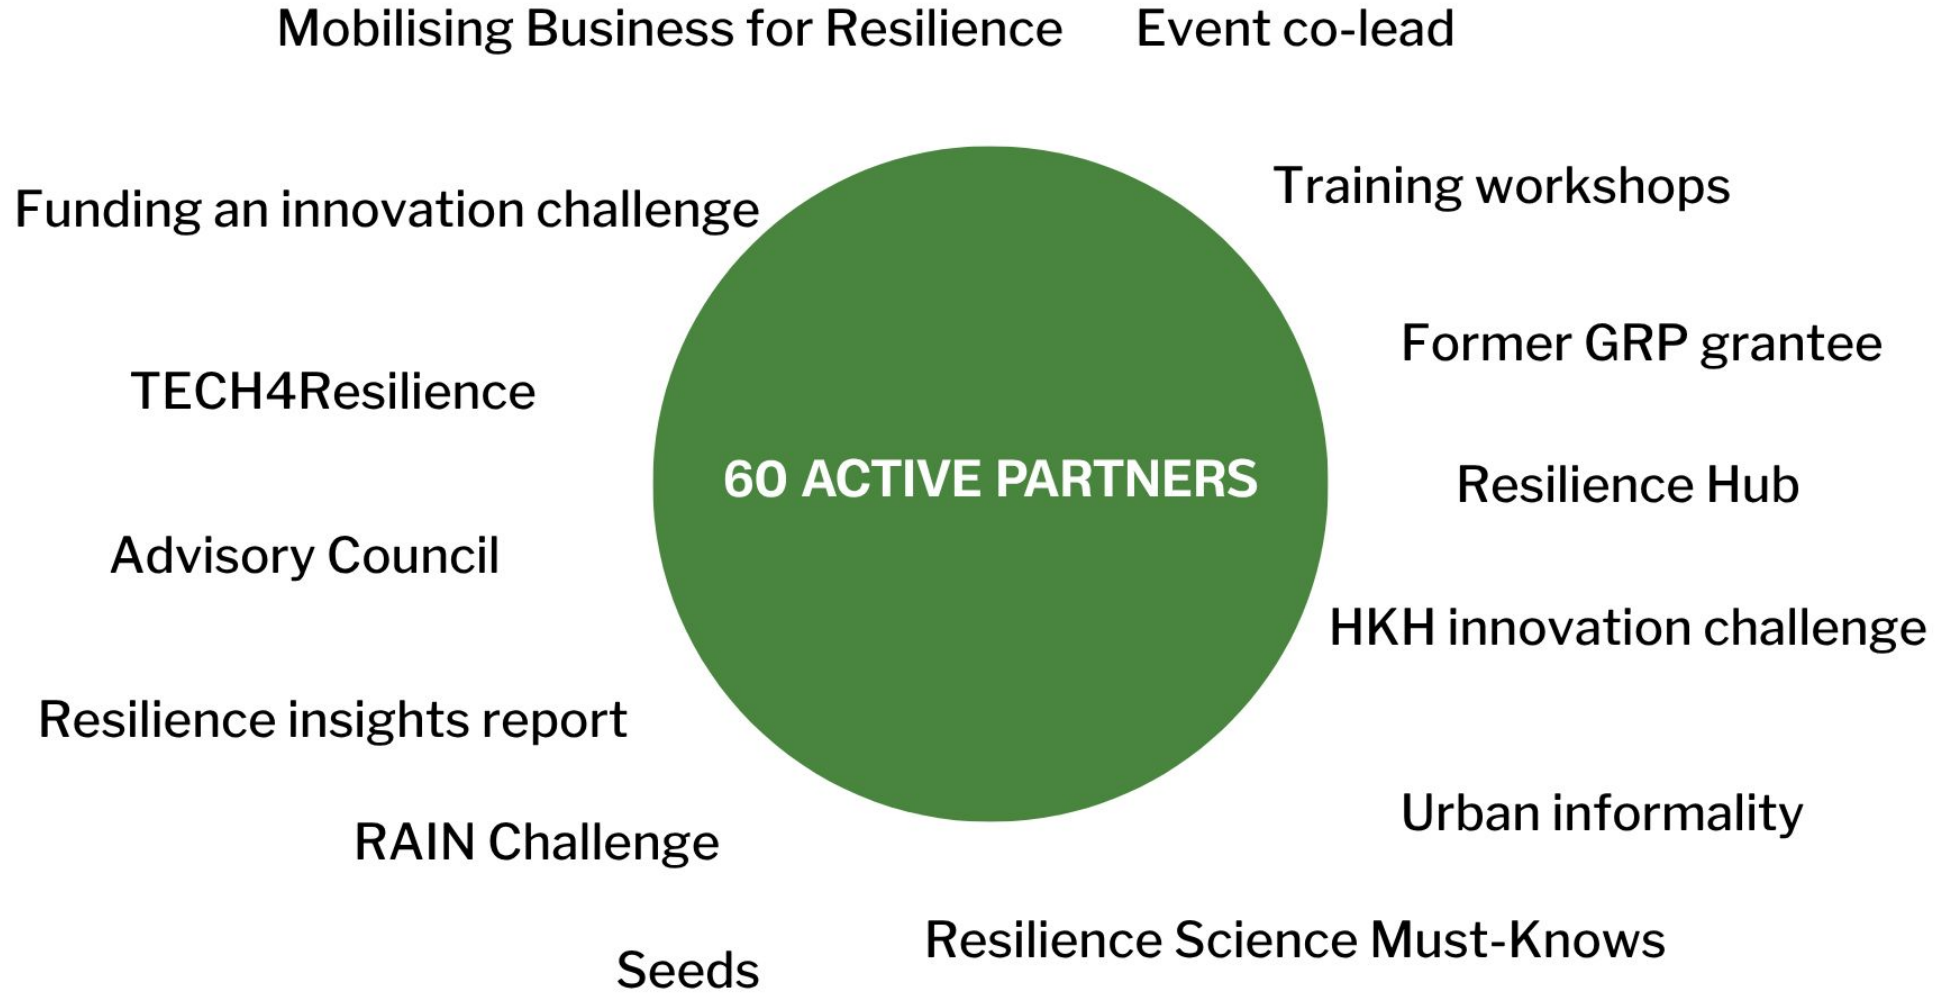 Mobilising Business for Resilience
Event co-lead
Training workshops
Funding an innovation challenge
Former GRP grantee
TECH4Resilience
60 ACTIVE PARTNERS
Resilience Hub
Advisory Council
HKH innovation challenge
Resilience insights report
Urban informality
RAIN Challenge
Resilience Science Must-Knows
Seeds